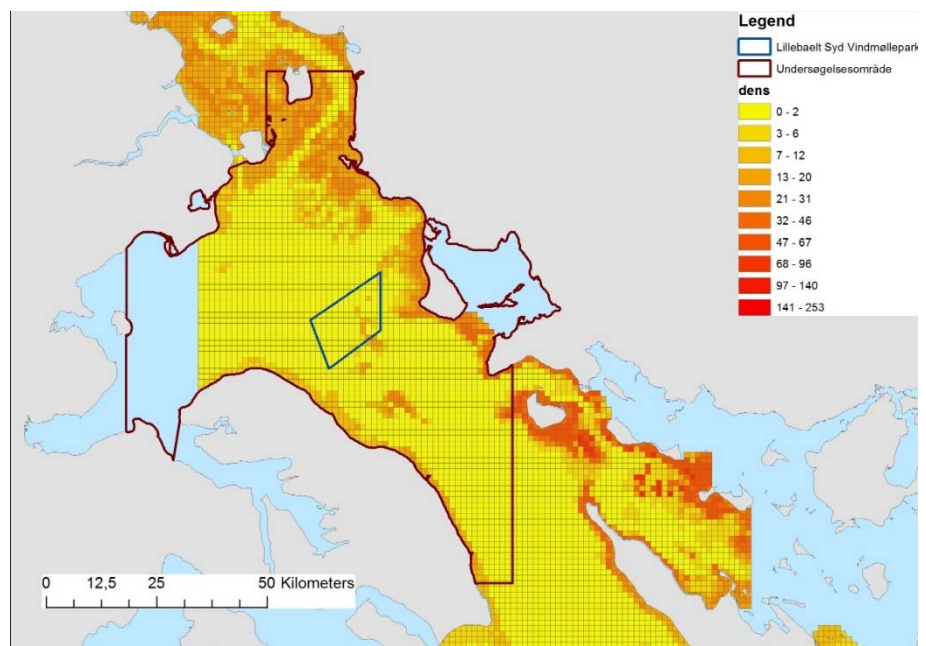 Legend
Lillebaelt Syd Vindmøllepark
Undersøgelsesområde
dens
0 - 2
3 - 6
7 - 12
13 - 20
21 - 31
32 - 46
47 - 67
68 - 96
97 - 140
141 - 253
0 12,5 25 50 Kilometers